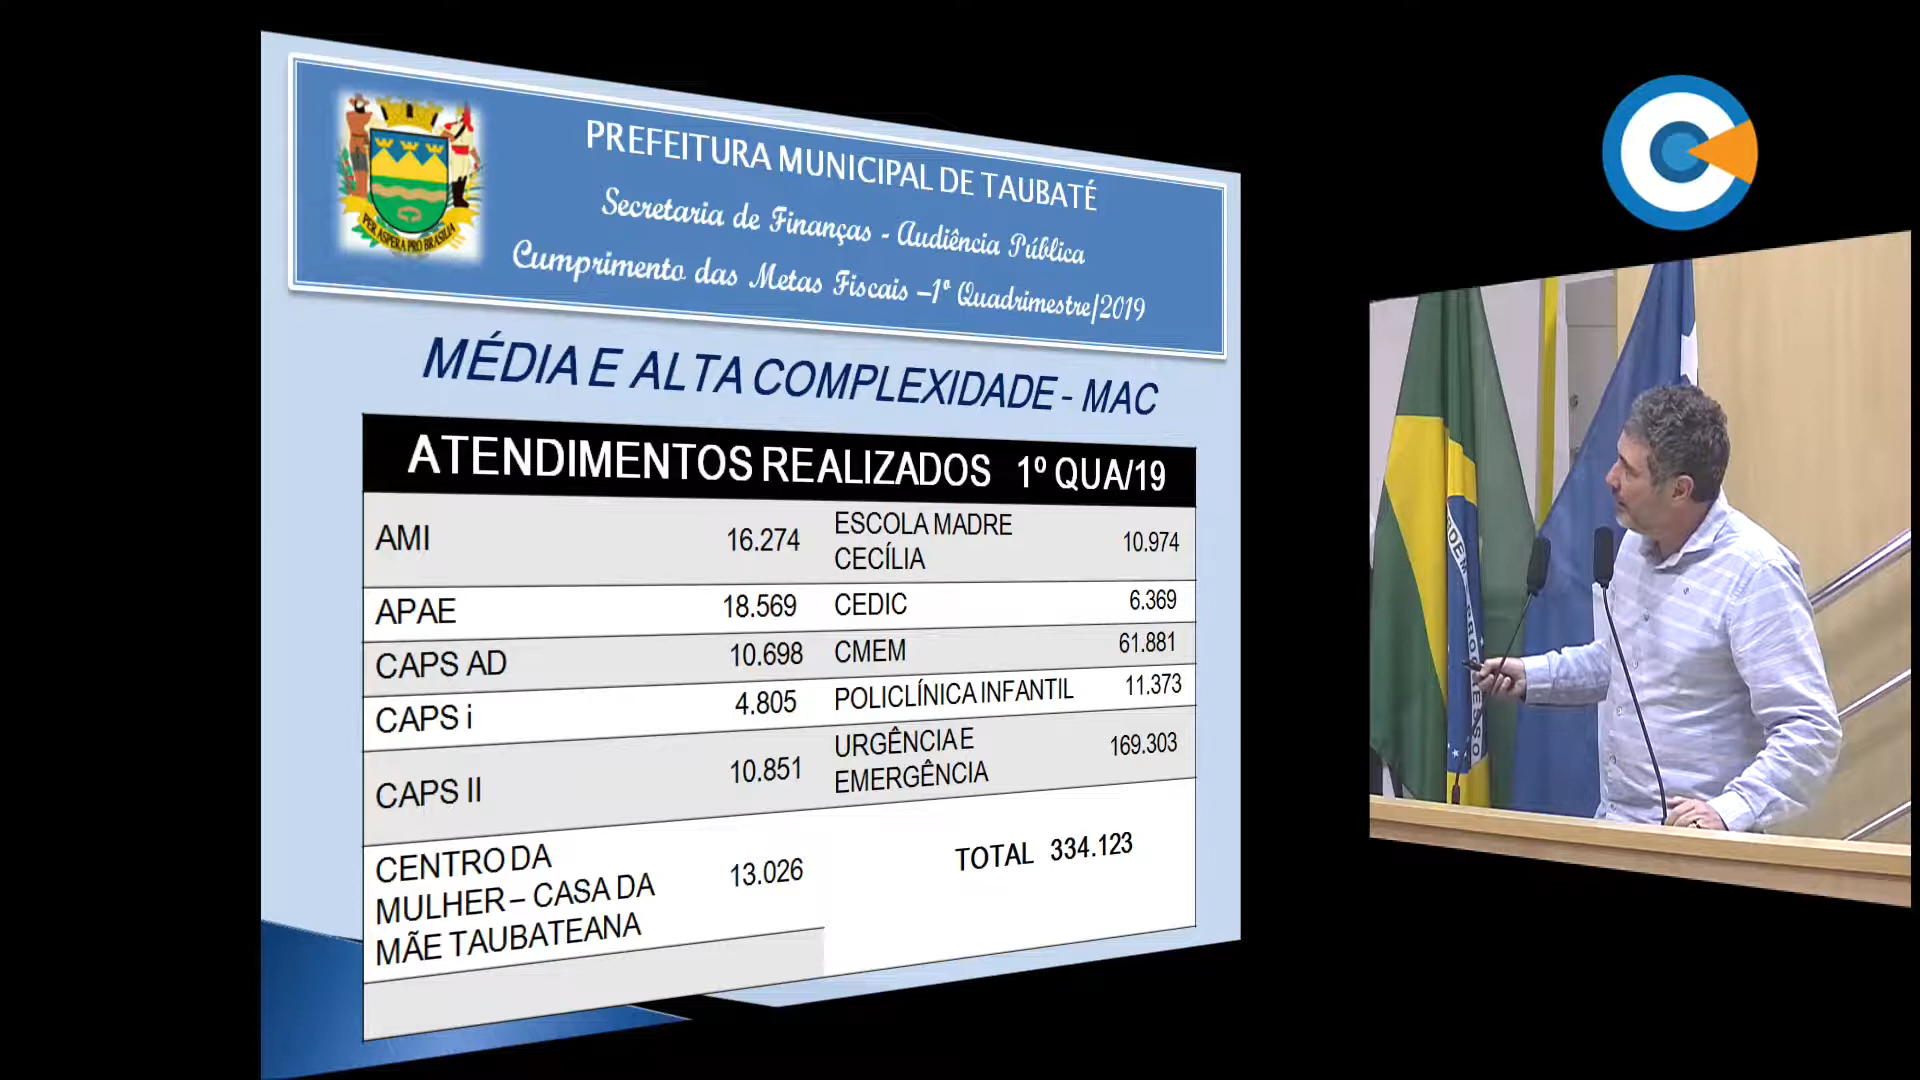 PREFEITURA MUNICIPAL DE TAUBATÉ
Secretaria de Finanças - Audiência Pública
Cumprimento das Metas Fiscais –1º Quadrimestre/2019
PER ASPERA PRO BRASILIA
MÉDIA E ALTA COMPLEXIDADE - MAC
ATENDIMENTOS REALIZADOS 1º QUA/19
AMI 16.274
ESCOLA MADRE
CECÍLIA 10.974
APAE 18.569
CEDIC 6.369
CAPS AD 10.698
CMEM 61.881
CAPS i 4.805
POLICLÍNICA INFANTIL 11.373
CAPS II 10.851
URGÊNCIA E
EMERGÊNCIA 169.303
CENTRO DA
MULHER – CASA DA
MÃE TAUBATEANA 13.026
TOTAL 334.123